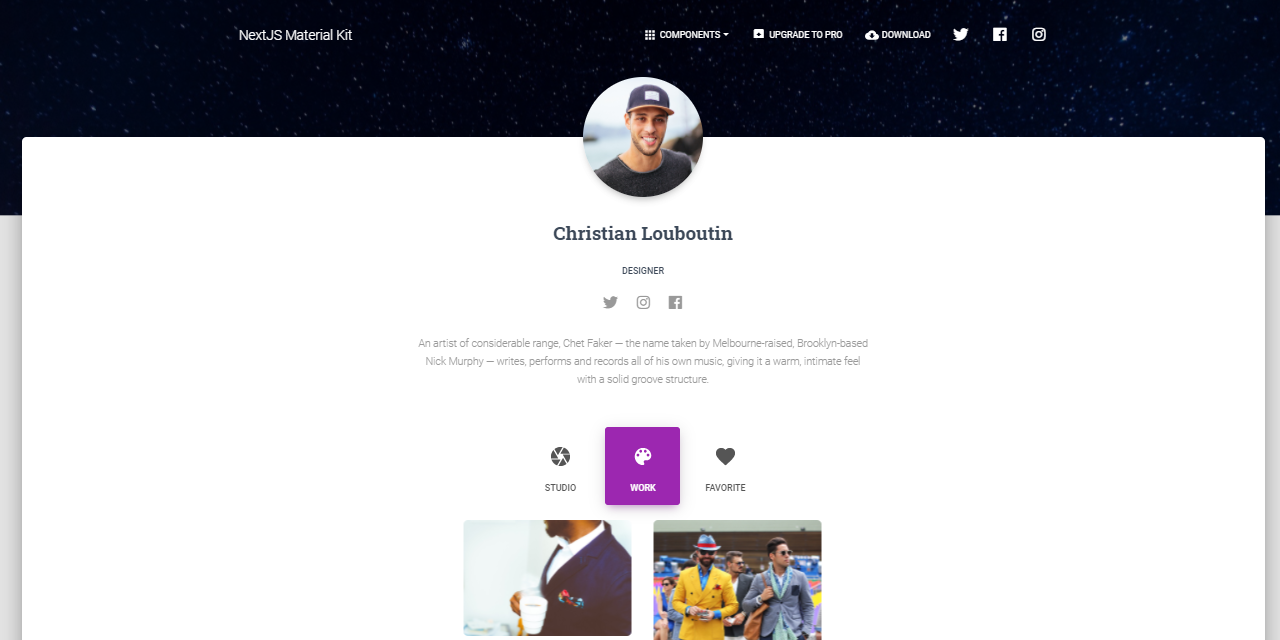 NextJS Material Kit
COMPONENTS
UPGRADE TO PRO
DOWNLOAD
Christian Louboutin
DESIGNER
An artist of considerable range, Chet Faker — the name taken by Melbourne-raised, Brooklyn-based
Nick Murphy — writes, performs and records all of his own music, giving it a warm, intimate feel
with a solid groove structure.
STUDIO
WORK
FAVORITE